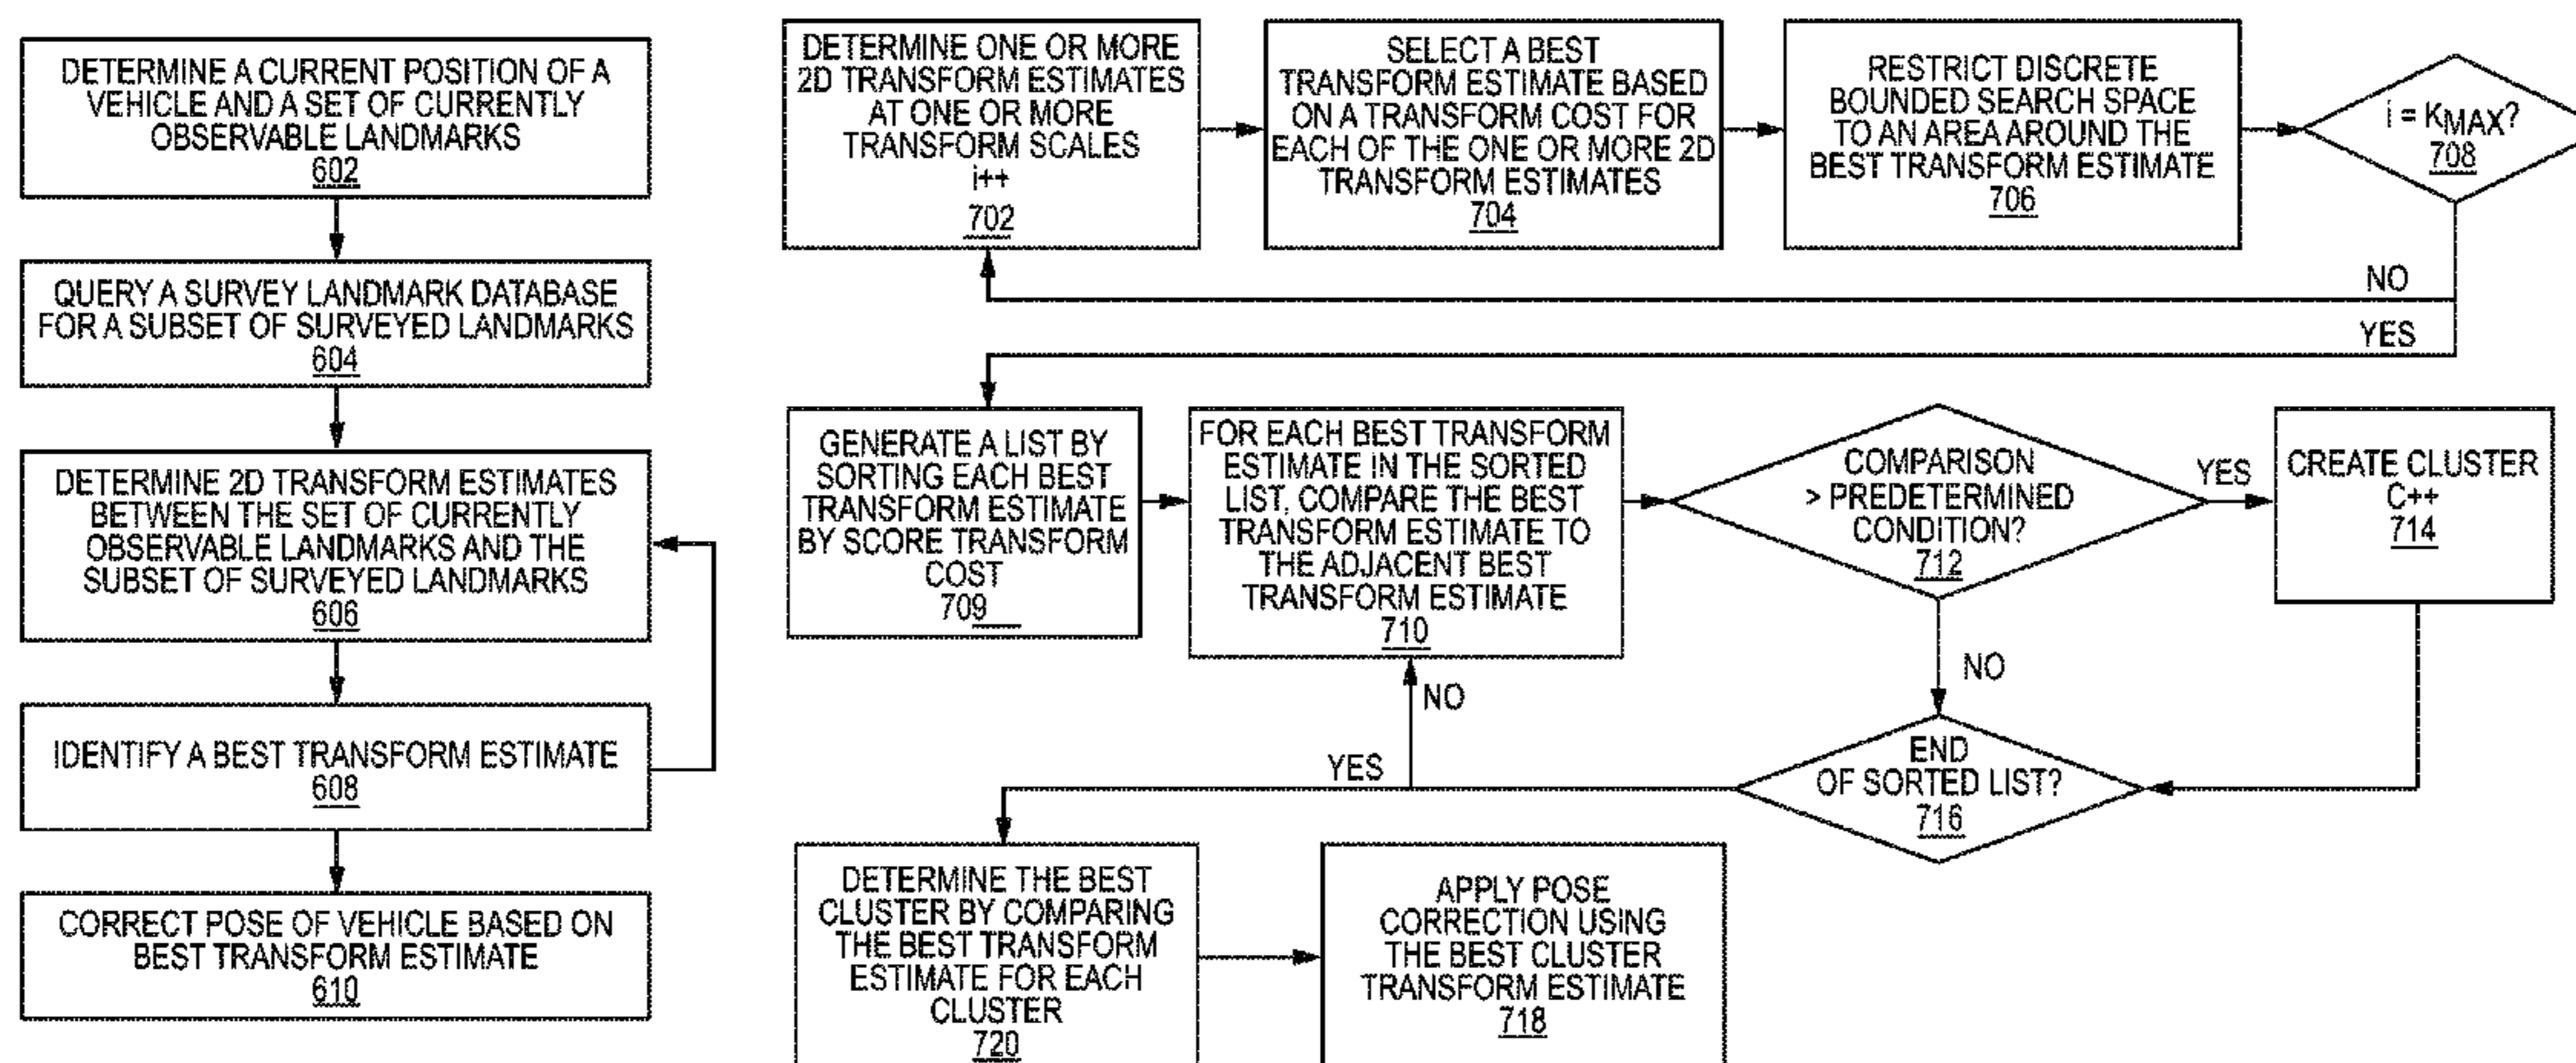 DETERMINE A CURRENT POSITION OF A
VEHICLE AND A SET OF CURRENTLY
OBSERVABLE LANDMARKS
602
QUERY A SURVEY LANDMARK DATABASE
FOR A SUBSET OF SURVEYED LANDMARKS
604
DETERMINE 2D TRANSFORM ESTIMATES
BETWEEN THE SET OF CURRENTLY
OBSERVABLE LANDMARKS AND THE
SUBSET OF SURVEYED LANDMARKS
606
IDENTIFY A BEST TRANSFORM ESTIMATE
608
CORRECT POSE OF VEHICLE BASED ON
BEST TRANSFORM ESTIMATE
610
DETERMINE ONE OR MORE
2D TRANSFORM ESTIMATES
AT ONE OR MORE
TRANSFORM SCALES
i++
702
SELECT A BEST
TRANSFORM ESTIMATE BASED
ON A TRANSFORM COST FOR
EACH OF THE ONE OR MORE 2D
TRANSFORM ESTIMATES
704
RESTRICT DISCRETE
BOUNDED SEARCH SPACE
TO AN AREA AROUND THE
BEST TRANSFORM ESTIMATE
706
i = KMAX?
708
NO
YES
GENERATE A LIST BY
SORTING EACH BEST
TRANSFORM ESTIMATE
BY SCORE TRANSFORM
COST
709
FOR EACH BEST TRANSFORM
ESTIMATE IN THE SORTED
LIST, COMPARE THE BEST
TRANSFORM ESTIMATE TO
THE ADJACENT BEST
TRANSFORM ESTIMATE
710
COMPARISON
> PREDETERMINED
CONDITION?
712
YES
CREATE CLUSTER
C++
714
NO
END
OF SORTED LIST?
716
NO
YES
DETERMINE THE BEST
CLUSTER BY COMPARING
THE BEST TRANSFORM
ESTIMATE FOR EACH
CLUSTER
720
APPLY POSE
CORRECTION USING
THE BEST CLUSTER
TRANSFORM ESTIMATE
718